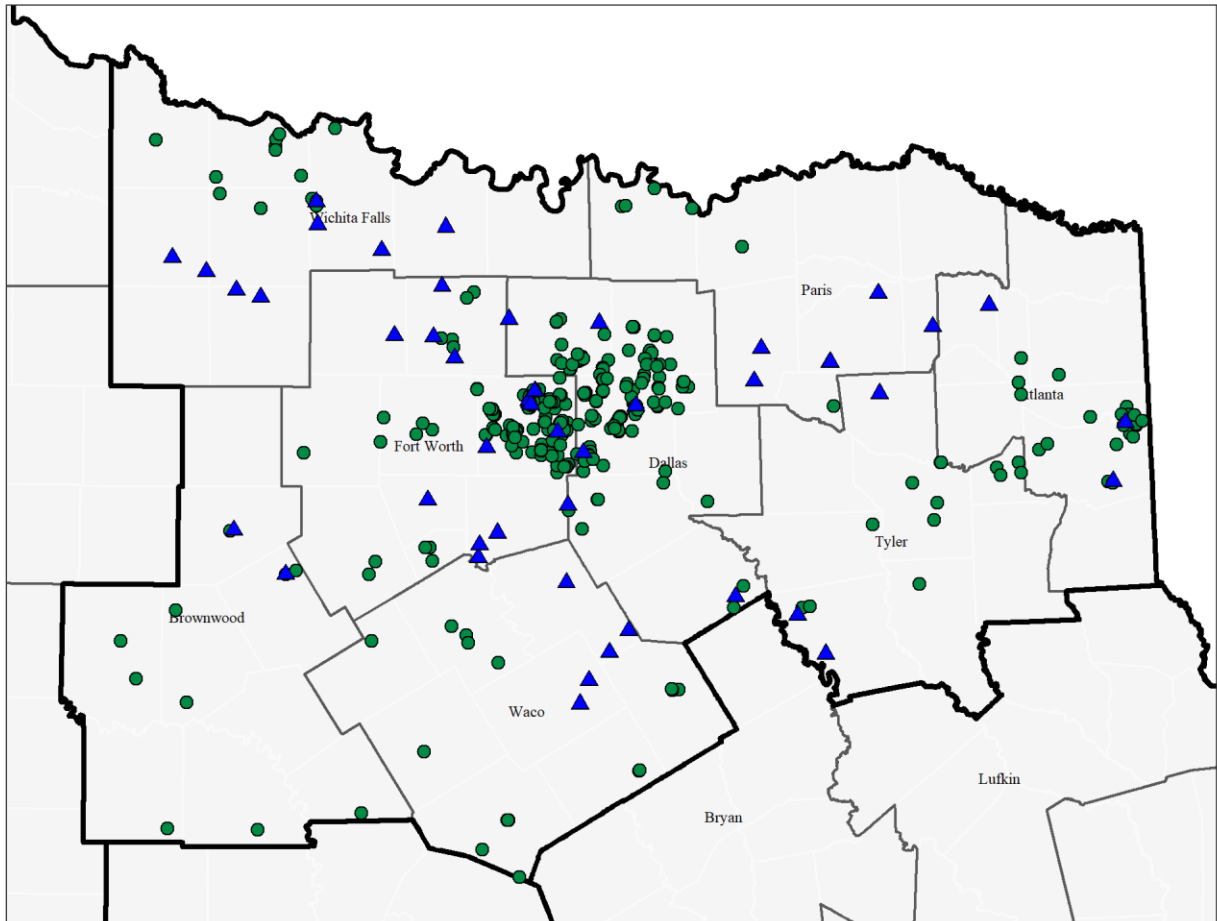 Wichita Falls
Paris
Atlanta
Fort Worth
Dallas
Tyler
Brownwood
Waco
Lufkin
Bryan